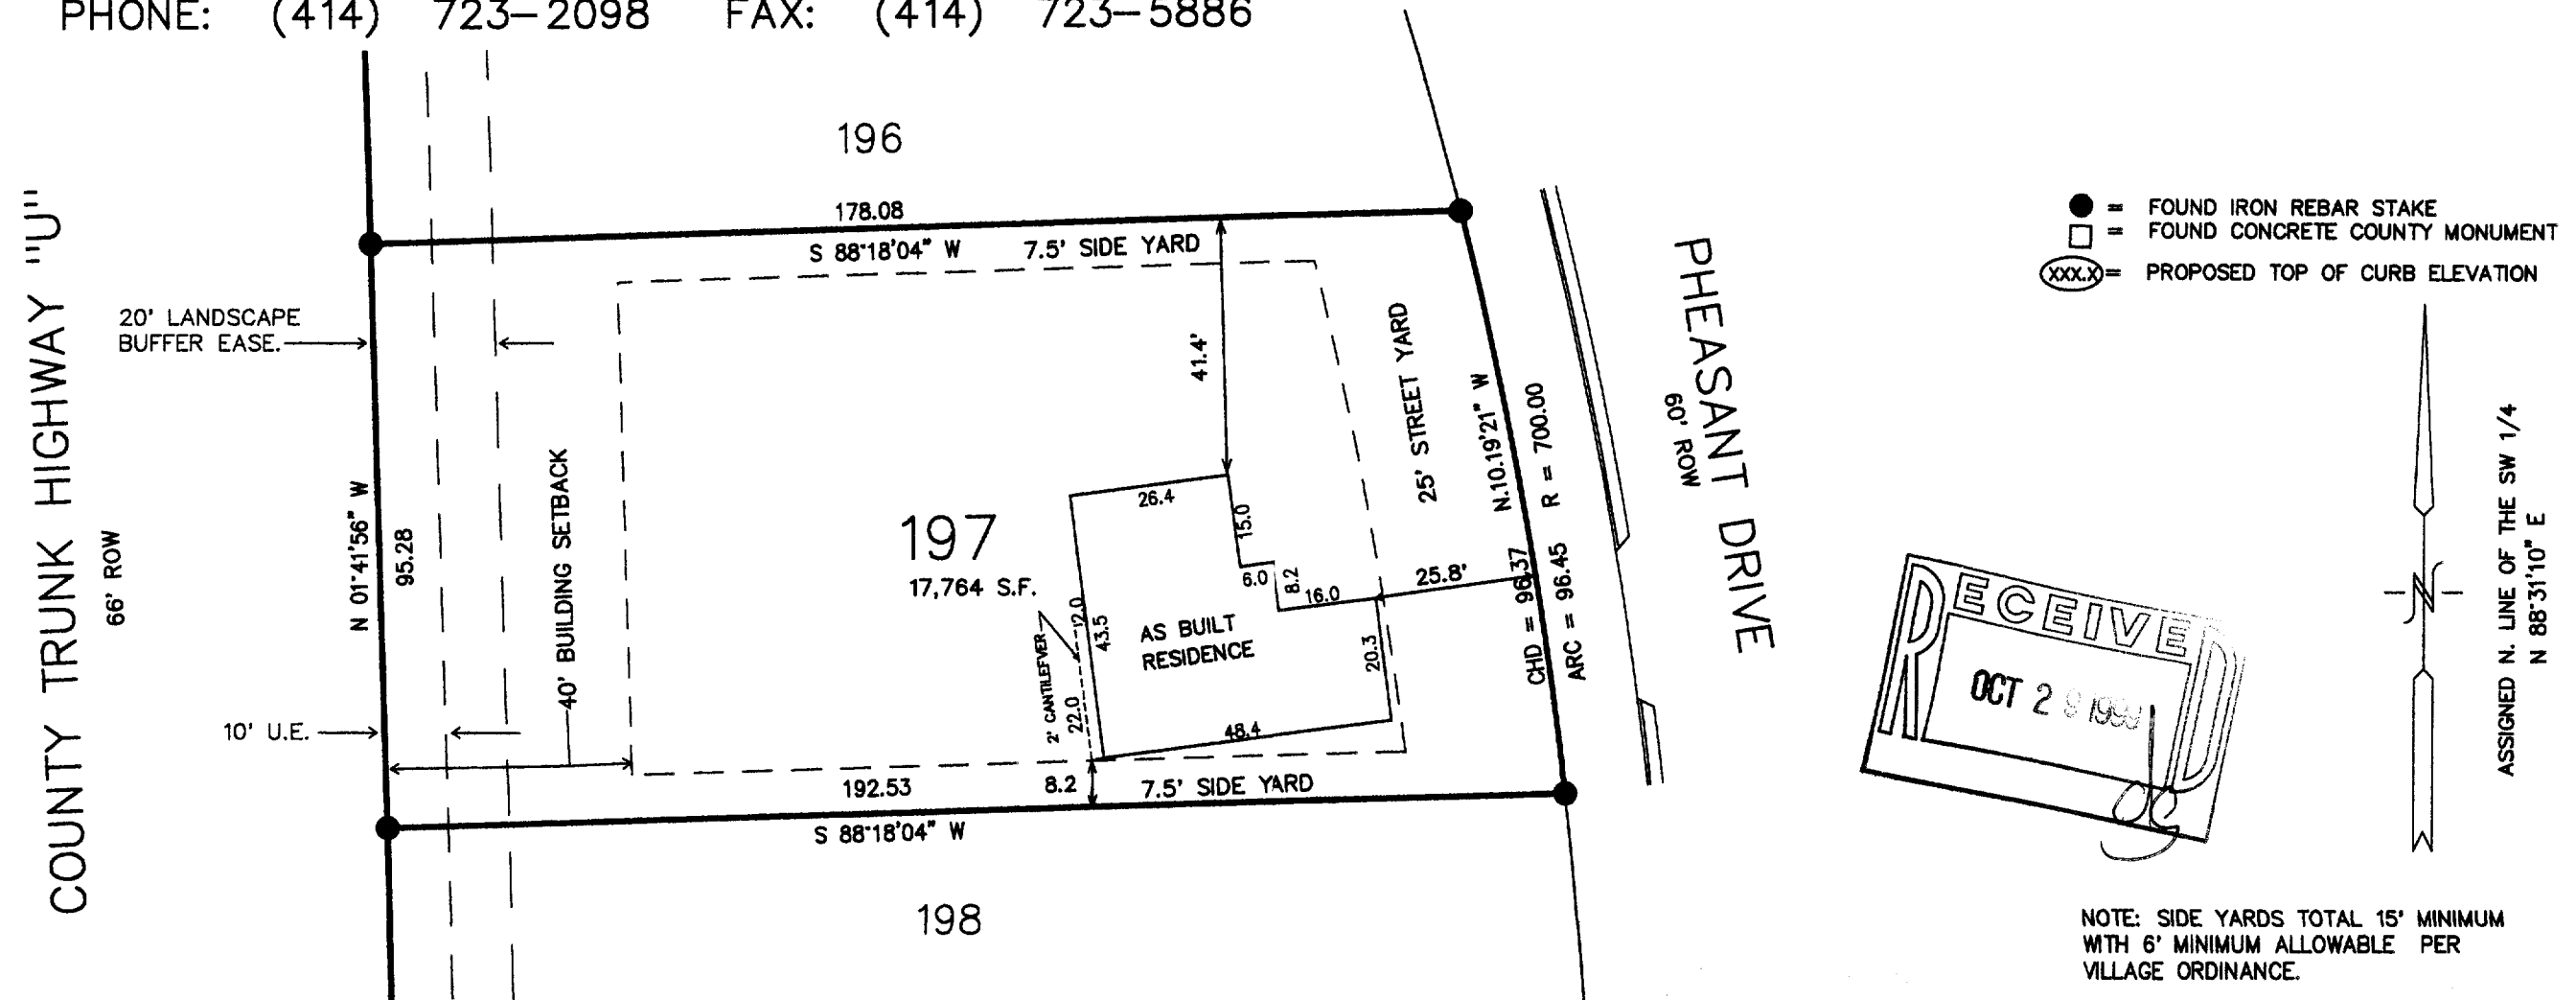 PHONE: (414) 723-2098 FAX: (414) 723-5886
COUNTY TRUNK HIGHWAY "U"
66' ROW
196
178.08
S 88°18'04" W 7.5' SIDE YARD
20' LANDSCAPE
BUFFER EASE.
N 01°41'56" W
95.28
40' BUILDING SETBACK
10' U.E.
197
17,764 S.F.
41.4'
26.4
15.0
6.0
8.2
16.0
25.8'
20.3
48.4
43.5
12.0
22.0
2' CANTILEFVER
AS BUILT
RESIDENCE
25' STREET YARD
N.10.19'21" W
CHD = 96.37
R = 700.00
ARC = 96.45
PHEASANT DRIVE
60' ROW
192.53
8.2
7.5' SIDE YARD
S 88°18'04" W
198
● = FOUND IRON REBAR STAKE
□ = FOUND CONCRETE COUNTY MONUMENT
XXX.X = PROPOSED TOP OF CURB ELEVATION
N
ASSIGNED N. LINE OF THE SW 1/4
N 88°31'10" E
RECEIVED
OCT 29 1999
NOTE: SIDE YARDS TOTAL 15' MINIMUM
WITH 6' MINIMUM ALLOWABLE PER
VILLAGE ORDINANCE.